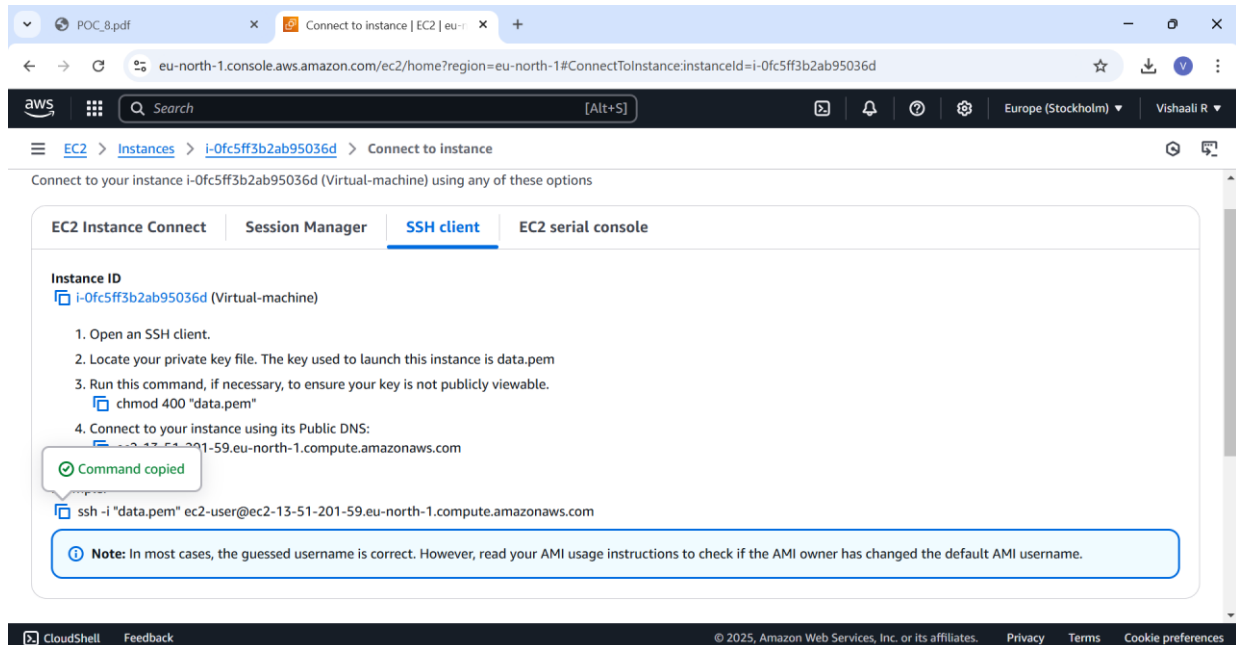 POC_8.pdf
Connect to instance | EC2 | eu-n
eu-north-1.console.aws.amazon.com/ec2/home?region=eu-north-1#ConnectToInstance:instanceId=i-0fc5ff3b2ab95036d
V
aws Search [Alt+S] Europe (Stockholm) Vishaali R
EC2 > Instances > i-0fc5ff3b2ab95036d > Connect to instance
Connect to your instance i-0fc5ff3b2ab95036d (Virtual-machine) using any of these options
EC2 Instance Connect Session Manager SSH client EC2 serial console
Instance ID
i-0fc5ff3b2ab95036d (Virtual-machine)
1. Open an SSH client.
2. Locate your private key file. The key used to launch this instance is data.pem
3. Run this command, if necessary, to ensure your key is not publicly viewable.
chmod 400 "data.pem"
4. Connect to your instance using its Public DNS:
ec2-13-51-201-59.eu-north-1.compute.amazonaws.com
Command copied
ssh -i "data.pem" ec2-user@ec2-13-51-201-59.eu-north-1.compute.amazonaws.com
Note: In most cases, the guessed username is correct. However, read your AMI usage instructions to check if the AMI owner has changed the default AMI username.
CloudShell Feedback © 2025, Amazon Web Services, Inc. or its affiliates. Privacy Terms Cookie preferences